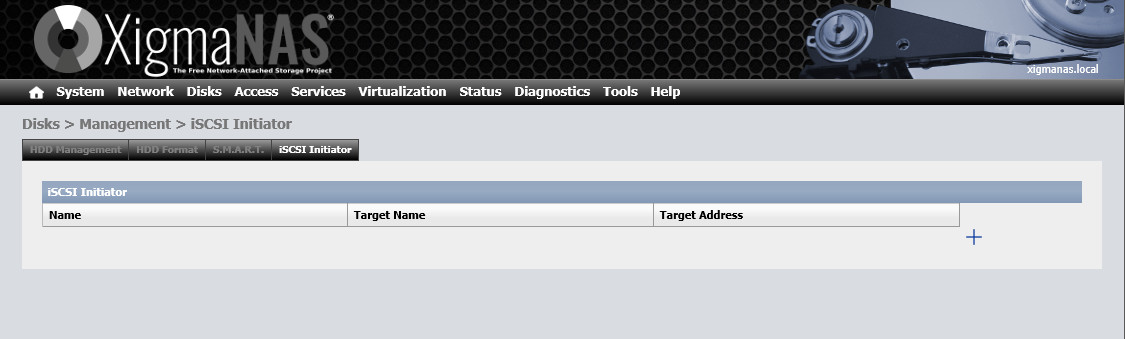 XigmaNAS®
The Free Network-Attached Storage Project
xigmanas.local
System Network Disks Access Services Virtualization Status Diagnostics Tools Help
Disks > Management > iSCSI Initiator
HDD Management HDD Format S.M.A.R.T. iSCSI Initiator
iSCSI Initiator
Name Target Name Target Address